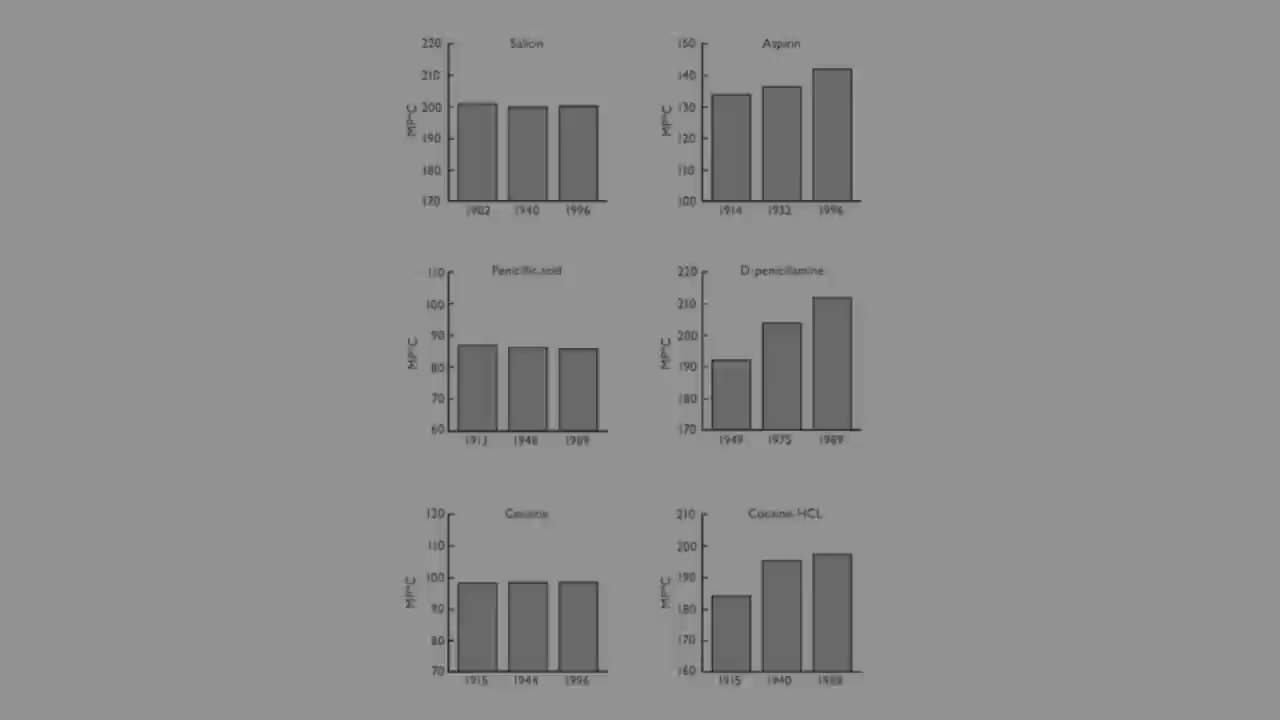 Salicin
220
210
200
190
180
170
MP°C
1902 1940 1996
Aspirin
150
140
130
120
110
100
MP°C
1914 1932 1996
Penicillic acid
110
100
90
80
70
60
MP°C
1913 1948 1989
D-penicillamine
220
210
200
190
180
170
MP°C
1949 1975 1989
Cocaine
120
110
100
90
80
70
MP°C
1915 1944 1996
Cocaine HCL
210
200
190
180
170
160
MP°C
1915 1940